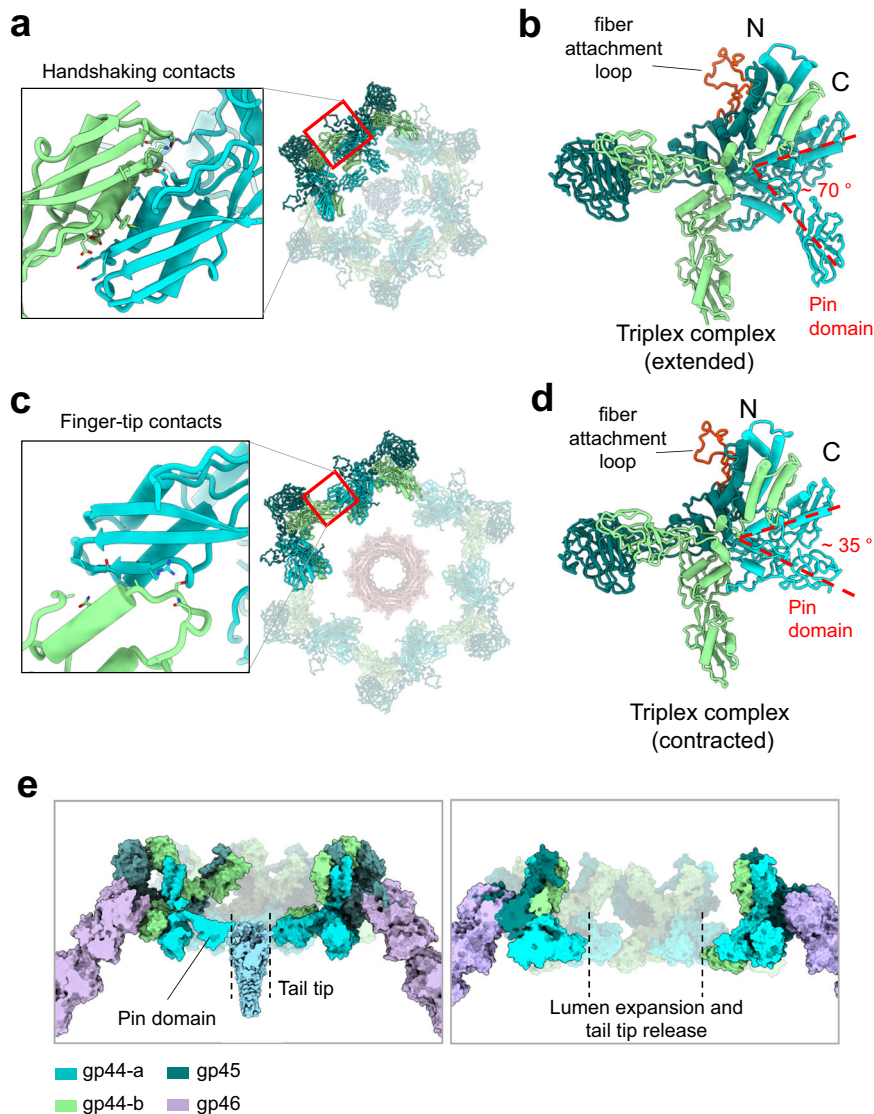 a
Handshaking contacts
b
fiber
attachment
loop
N
C
~ 70 °
Pin
domain
Triplex complex
(extended)
c
Finger-tip contacts
d
fiber
attachment
loop
N
C
~ 35 °
Pin
domain
Triplex complex
(contracted)
e
Pin domain
Tail tip
Lumen expansion and
tail tip release
gp44-a
gp45
gp44-b
gp46